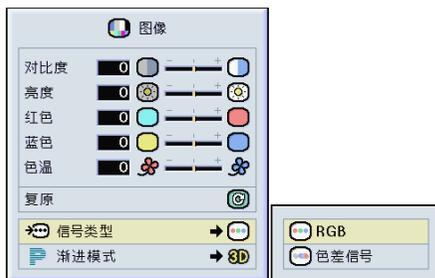 图像
对比度 0
亮度 0
红色 0
蓝色 0
色温 0
复原
信号类型
RGB
P 渐进模式 3D
色差信号